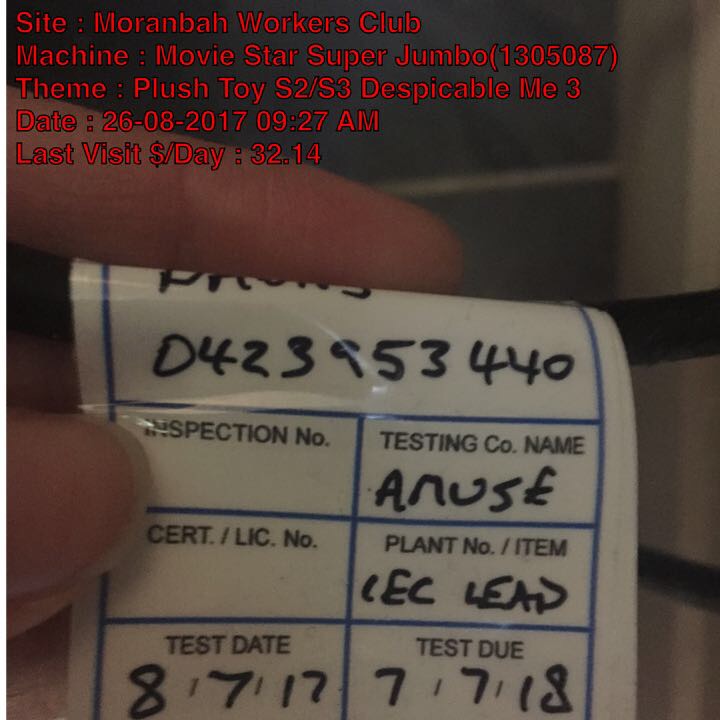 Site : Moranbah Workers Club
Machine : Movie Star Super Jumbo(1305087)
Theme : Plush Toy S2/S3 Despicable Me 3
Date : 26-08-2017 09:27 AM
Last Visit $/Day : 32.14
0423953440
INSPECTION No.
TESTING Co. NAME
AMUSE
CERT. / LIC. No.
PLANT No. / ITEM
IEC LEAD
TEST DATE
TEST DUE
8/7/17
7/7/18